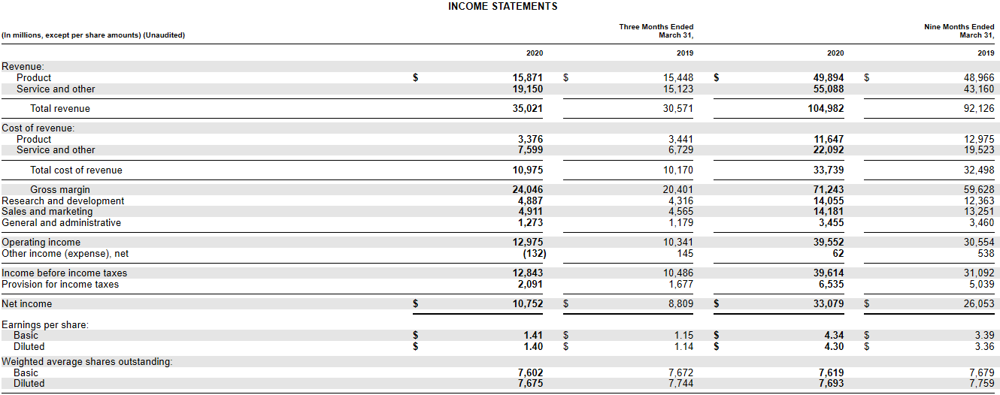 INCOME STATEMENTS
(In millions, except per share amounts) (Unaudited) Three Months Ended March 31, Nine Months Ended March 31,
2020 2019 2020 2019
Revenue:
Product $ 15,871 $ 15,448 $ 49,894 $ 48,966
Service and other 19,150 15,123 55,088 43,160
Total revenue 35,021 30,571 104,982 92,126
Cost of revenue:
Product 3,376 3,441 11,647 12,975
Service and other 7,599 6,729 22,092 19,523
Total cost of revenue 10,975 10,170 33,739 32,498
Gross margin 24,046 20,401 71,243 59,628
Research and development 4,887 4,316 14,055 12,363
Sales and marketing 4,911 4,565 14,181 13,251
General and administrative 1,273 1,179 3,455 3,460
Operating income 12,975 10,341 39,552 30,554
Other income (expense), net (132) 145 62 538
Income before income taxes 12,843 10,486 39,614 31,092
Provision for income taxes 2,091 1,677 6,535 5,039
Net income $ 10,752 $ 8,809 $ 33,079 $ 26,053
Earnings per share:
Basic $ 1.41 $ 1.15 $ 4.34 $ 3.39
Diluted $ 1.40 $ 1.14 $ 4.30 $ 3.36
Weighted average shares outstanding:
Basic 7,602 7,672 7,619 7,679
Diluted 7,675 7,744 7,693 7,759